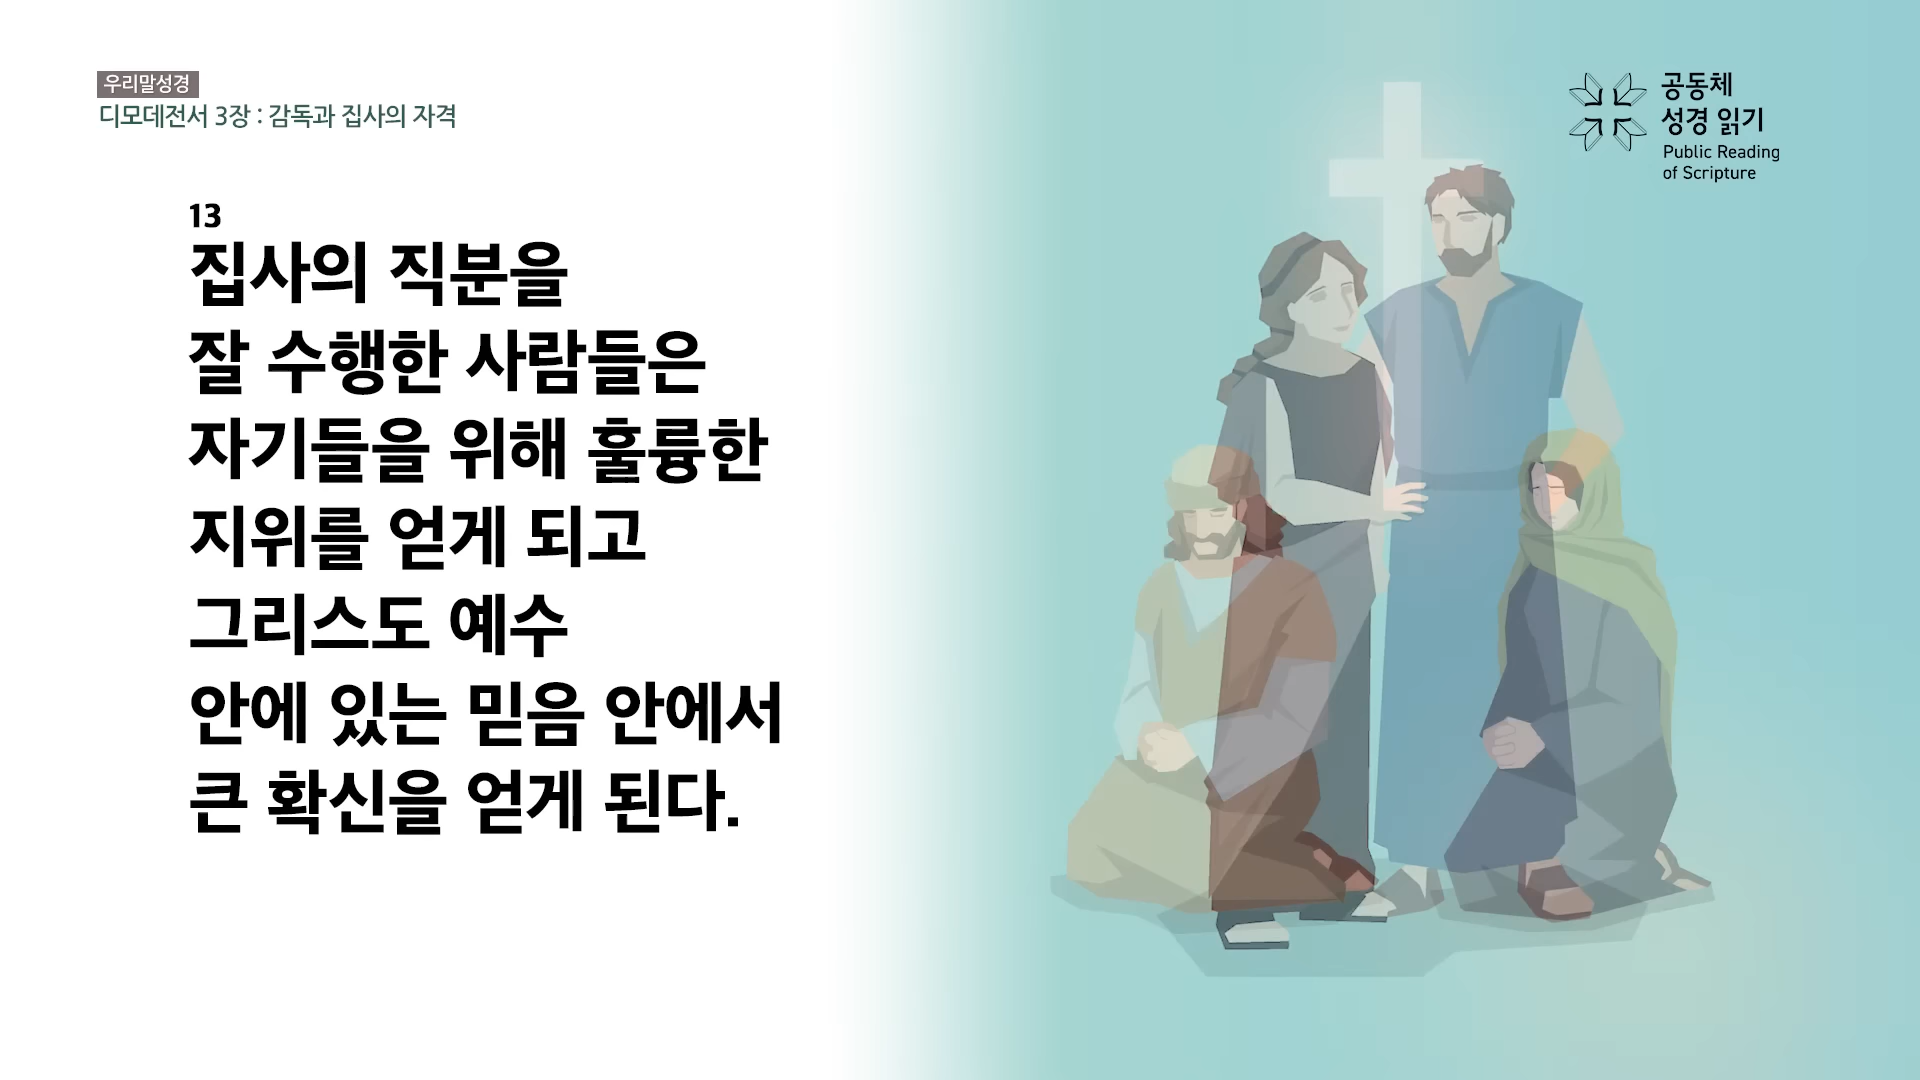 우리말성경
디모데전서 3장 : 감독과 집사의 자격
공동체
성경 읽기
Public Reading
of Scripture
13
집사의 직분을
잘 수행한 사람들은
자기들을 위해 훌륭한
지위를 얻게 되고
그리스도 예수
안에 있는 믿음 안에서
큰 확신을 얻게 된다.